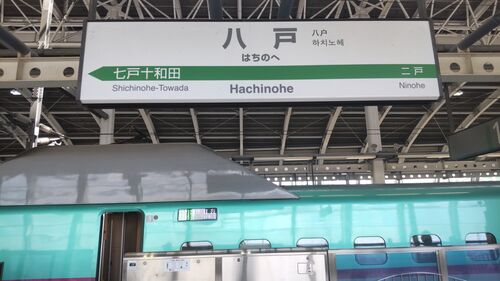 八戸
八户
하치노헤
はちのへ
七戸十和田
二戸
Shichinohe-Towada
Hachinohe
Ninohe